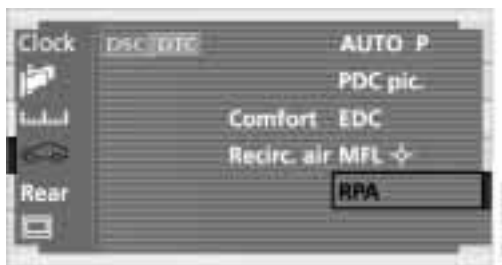 Clock DSC DTC AUTO P
PDC pic.
Comfort EDC
Recirc. air MFL
RPA
Rear